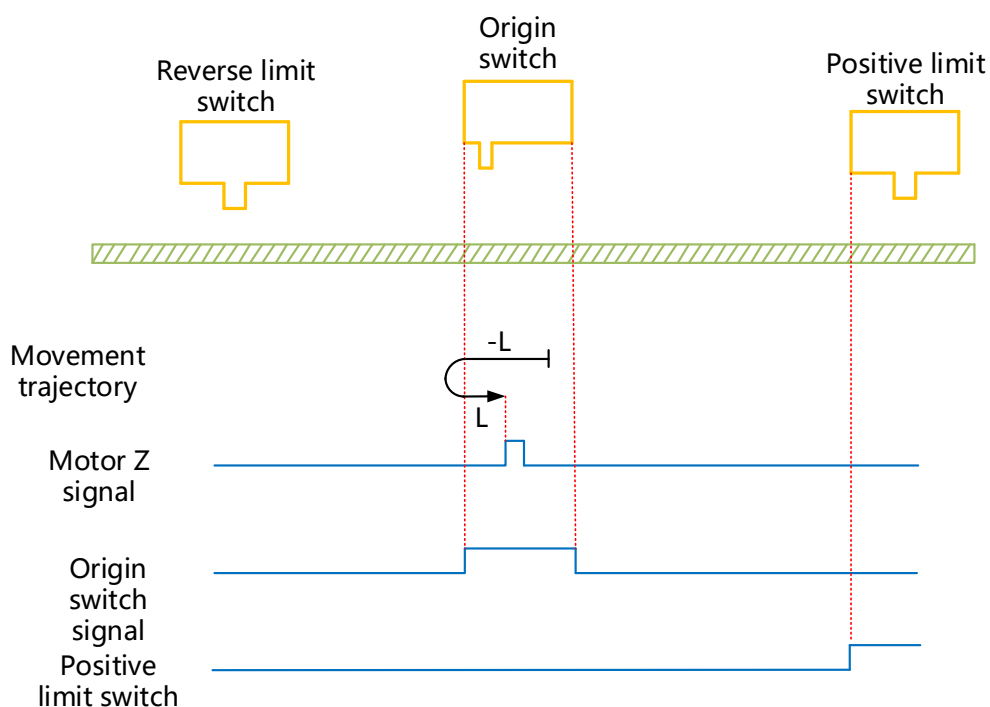 Origin
switch
Reverse limit
switch
Positive limit
switch
Movement
trajectory
-L
L
Motor Z
signal
Origin
switch
signal
Positive
limit switch